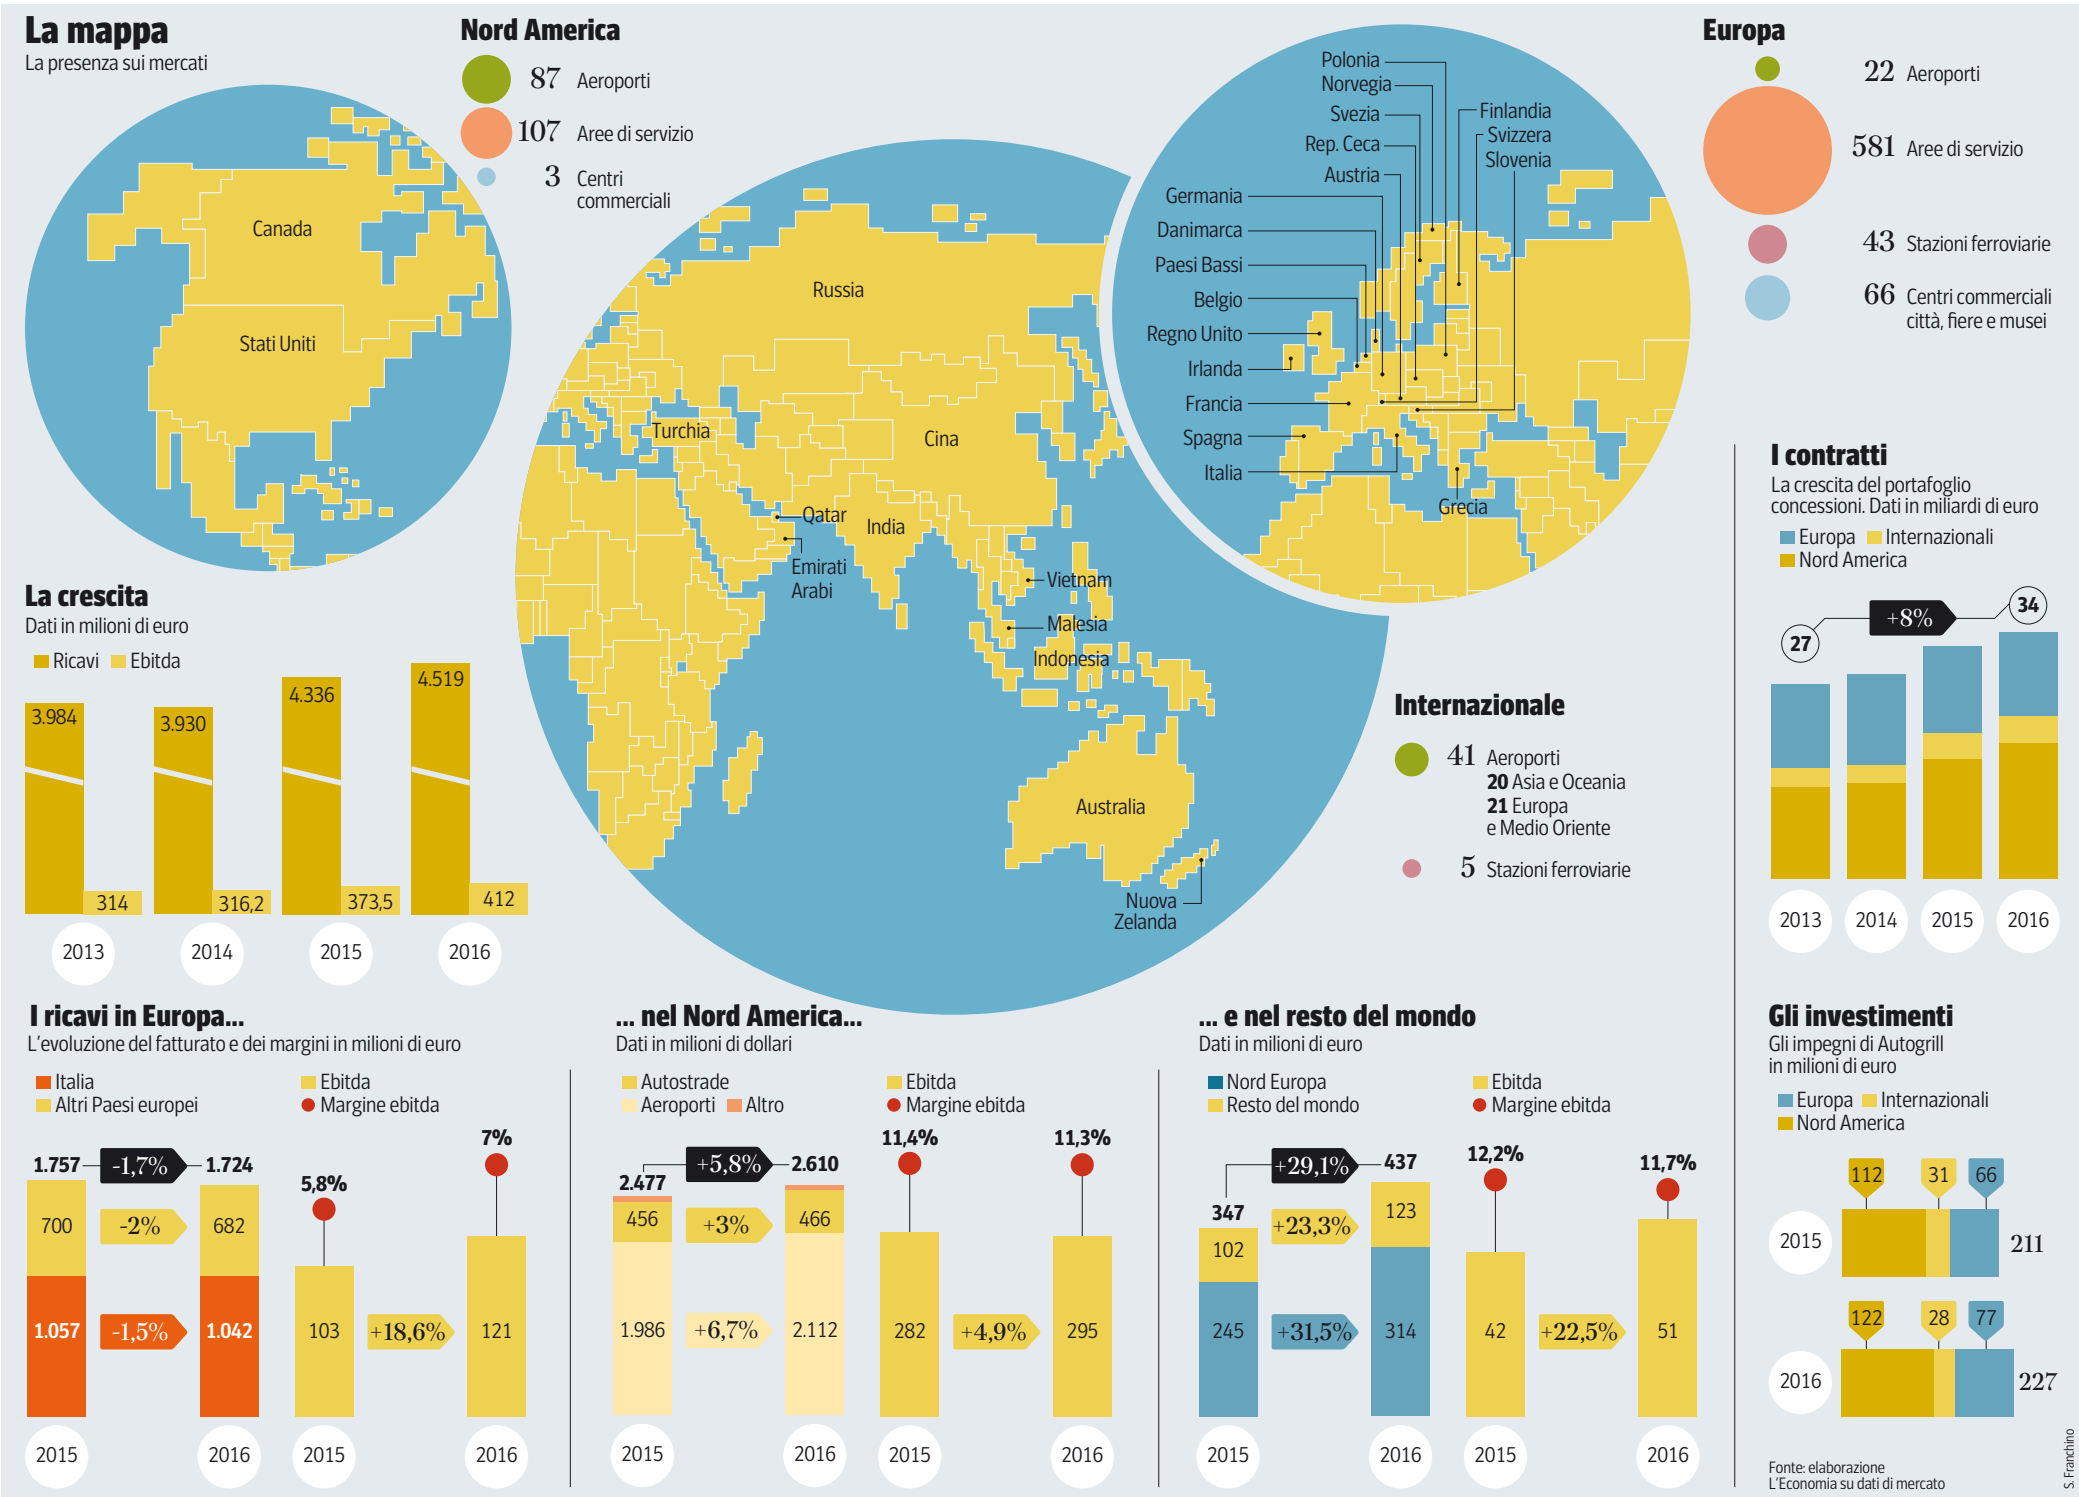 La mappa
La presenza sui mercati
Canada
Stati Uniti
Nord America
87 Aeroporti
107 Aree di servizio
3 Centri
commerciali
Russia
Turchia
Cina
Qatar
India
Emirati
Arabi
Vietnam
Malesia
Indonesia
Australia
Nuova
Zelanda
Polonia
Norvegia
Svezia
Rep. Ceca
Austria
Germania
Danimarca
Paesi Bassi
Belgio
Regno Unito
Irlanda
Francia
Spagna
Italia
Finlandia
Svizzera
Slovenia
Grecia
Europa
22 Aeroporti
581 Aree di servizio
43 Stazioni ferroviarie
66 Centri commerciali
città, fiere e musei
Internazionale
41 Aeroporti
20 Asia e Oceania
21 Europa
e Medio Oriente
5 Stazioni ferroviarie
La crescita
Dati in milioni di euro
Ricavi Ebitda
3.984 3.930 4.336 4.519
314 316,2 373,5 412
2013 2014 2015 2016
I contratti
La crescita del portafoglio
concessioni. Dati in miliardi di euro
Europa Internazionali
Nord America
27 +8% 34
2013 2014 2015 2016
I ricavi in Europa...
L'evoluzione del fatturato e dei margini in milioni di euro
Italia
Altri Paesi europei
Ebitda
Margine ebitda
1.757 -1,7% 1.724
700 -2% 682
1.057 -1,5% 1.042
5,8% 7%
103 +18,6% 121
2015 2016 2015 2016
... nel Nord America...
Dati in milioni di dollari
Autostrade
Aeroporti Altro
Ebitda
Margine ebitda
2.477 +5,8% 2.610
456 +3% 466
1.986 +6,7% 2.112
11,4% 11,3%
282 +4,9% 295
2015 2016 2015 2016
... e nel resto del mondo
Dati in milioni di euro
Nord Europa
Resto del mondo
Ebitda
Margine ebitda
347 +29,1% 437
102 +23,3% 123
245 +31,5% 314
12,2% 11,7%
42 +22,5% 51
2015 2016 2015 2016
Gli investimenti
Gli impegni di Autogrill
in milioni di euro
Europa Internazionali
Nord America
112 31 66
2015 211
122 28 77
2016 227
Fonte: elaborazione
L'Economia su dati di mercato
S. Franchino